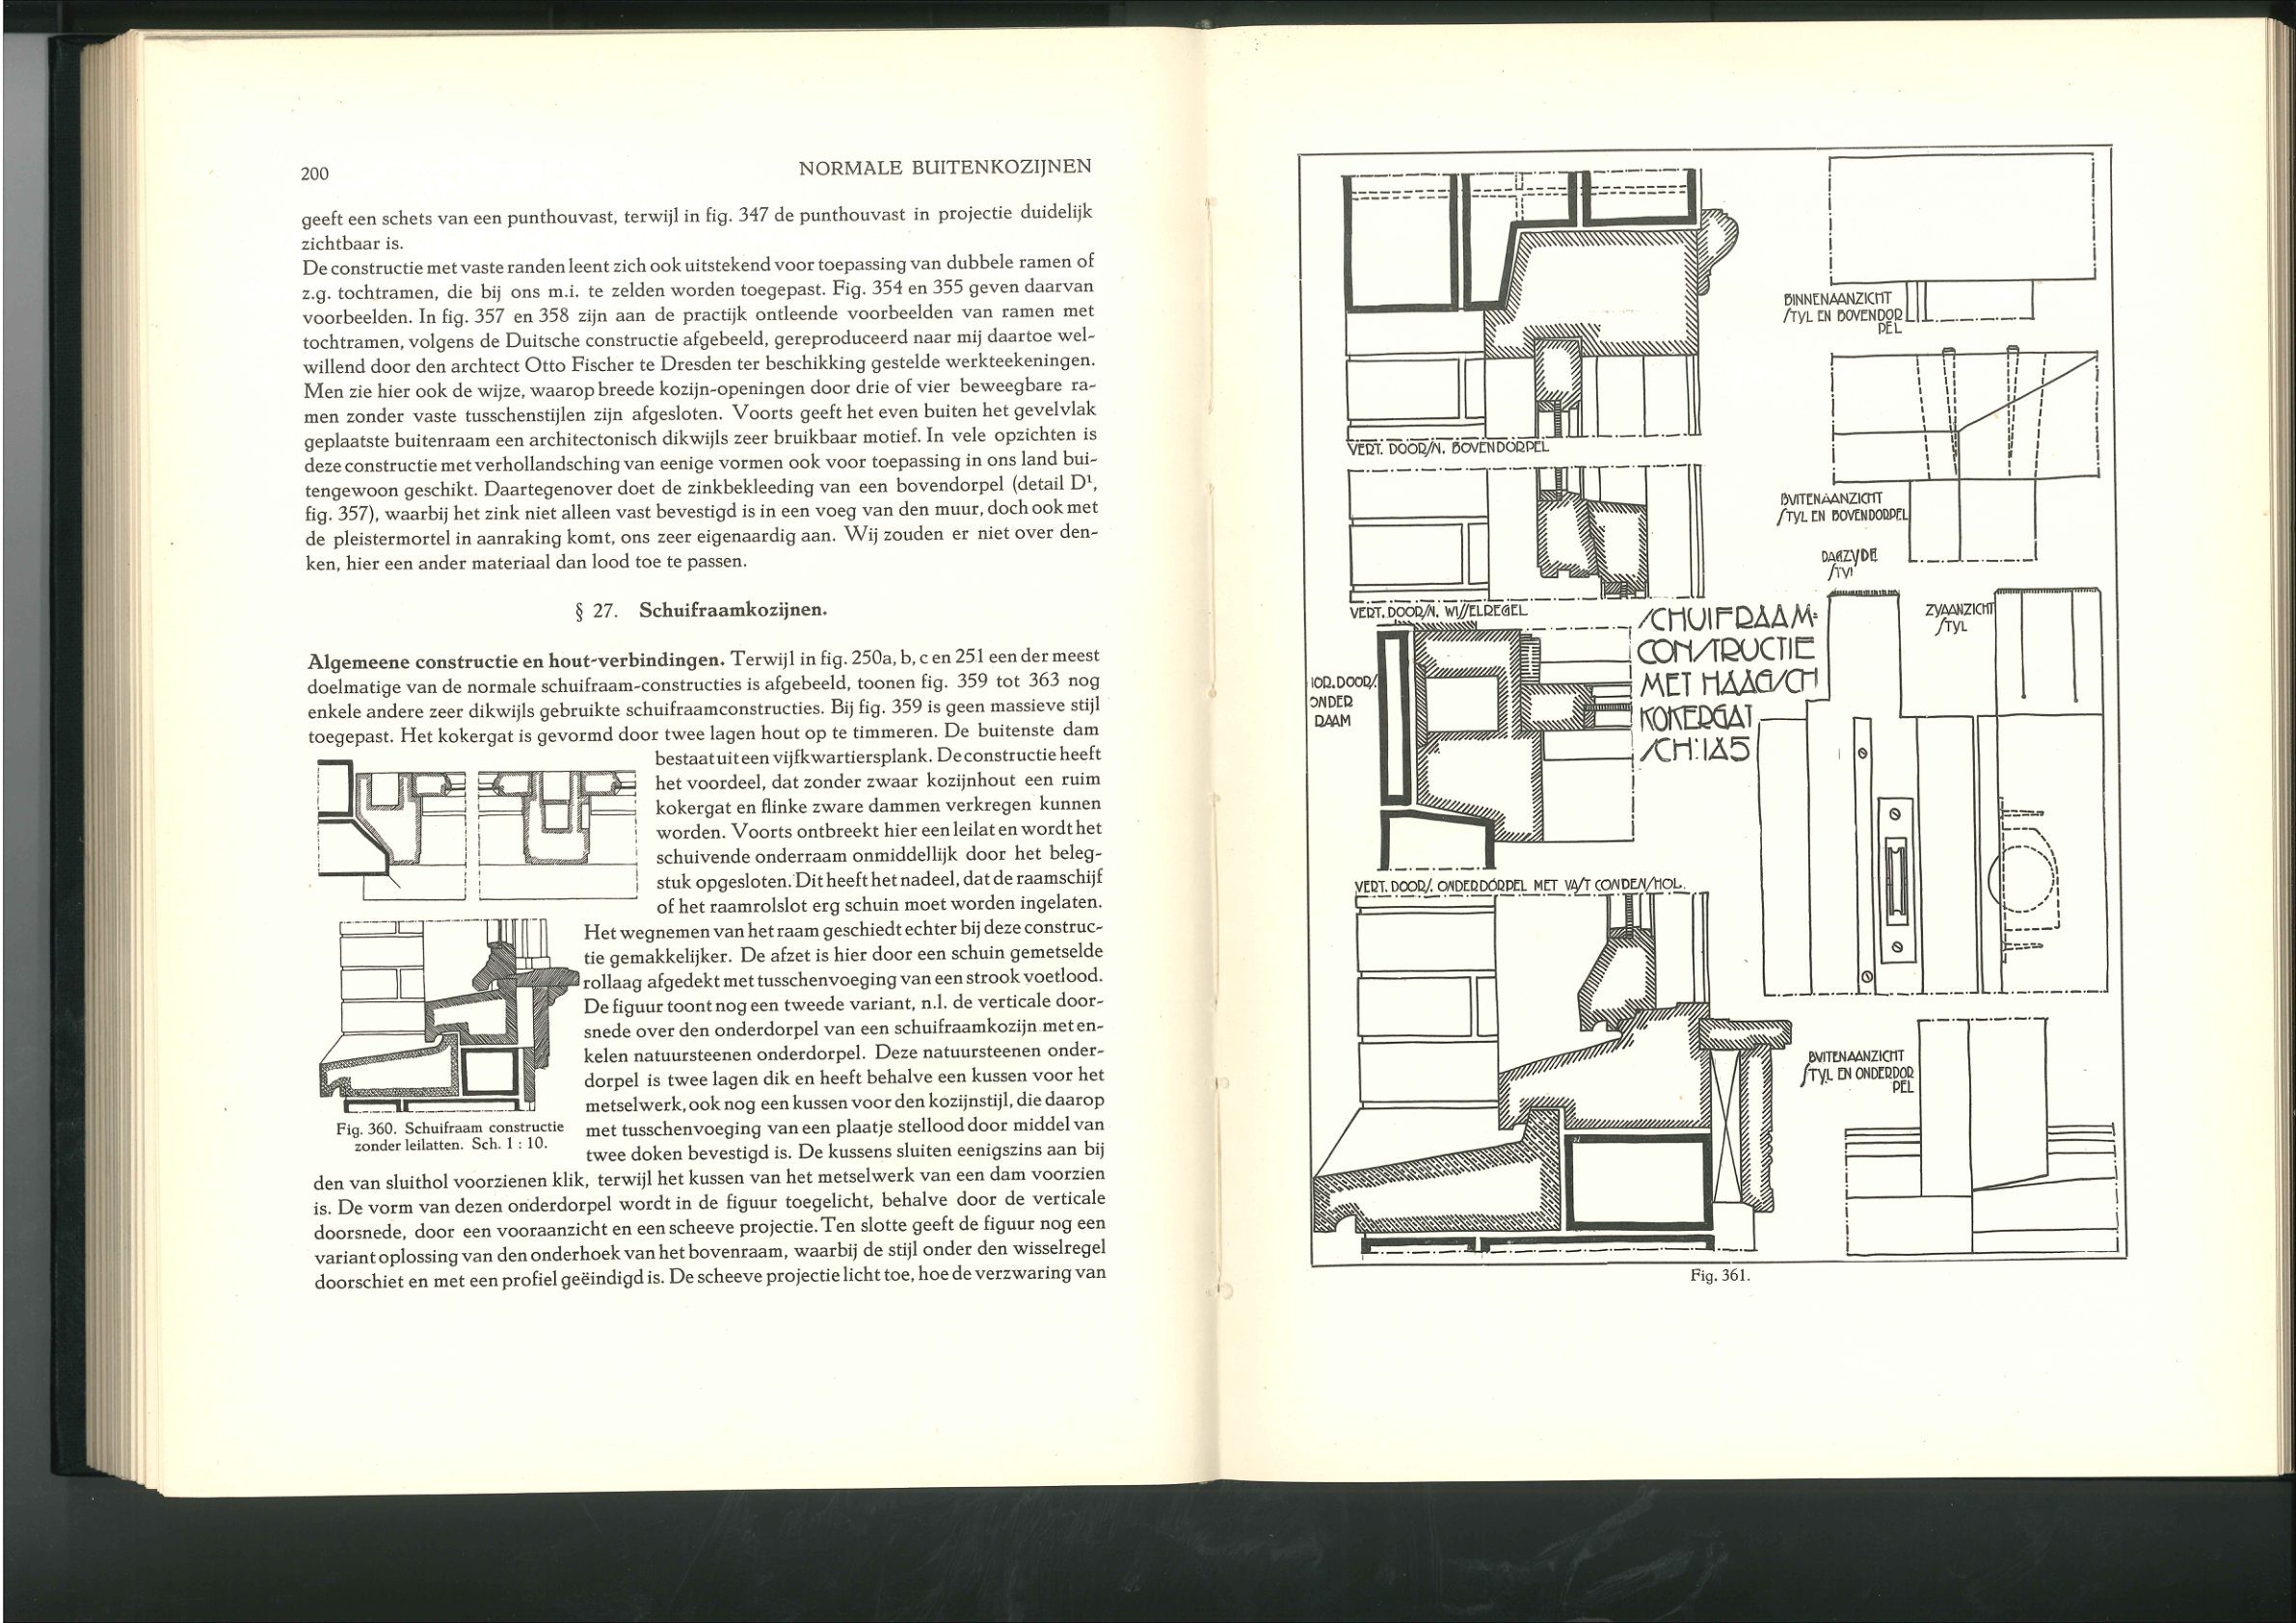 200
NORMALE BUITENKOZIJNEN
geeft een schets van een punthouvast, terwijl in fig. 347 de punthouvast in projectie duidelijk
zichtbaar is.
De constructie met vaste randen leent zich ook uitstekend voor toepassing van dubbele ramen of
z.g. tochtramen, die bij ons m.i. te zelden worden toegepast. Fig. 354 en 355 geven daarvan
voorbeelden. In fig. 357 en 358 zijn aan de practijk ontleende voorbeelden van ramen met
tochtramen, volgens de Duitsche constructie afgebeeld, gereproduceerd naar mij daartoe wel-
willend door den archtect Otto Fischer te Dresden ter beschikking gestelde werkteekeningen.
Men zie hier ook de wijze, waarop breede kozijn-openingen door drie of vier beweegbare ra-
men zonder vaste tusschenstijlen zijn afgesloten. Voorts geeft het even buiten het gevelvlak
geplaatste buitenraam een architectonisch dikwijls zeer bruikbaar motief. In vele opzichten is
deze constructie met verhollandsching van eenige vormen ook voor toepassing in ons land bui-
tengewoon geschikt. Daartegenover doet de zinkbekleeding van een bovendorpel (detail D¹,
fig. 357), waarbij het zink niet alleen vast bevestigd is in een voeg van den muur, doch ook met
de pleistermortel in aanraking komt, ons zeer eigenaardig aan. Wij zouden er niet over den-
ken, hier een ander materiaal dan lood toe te passen.
§ 27. Schuifraamkozijnen.
Algemeene constructie en hout-verbindingen. Terwijl in fig. 250a, b, c en 251 een der meest
doelmatige van de normale schuifraam-constructies is afgebeeld, toonen fig. 359 tot 363 nog
enkele andere zeer dikwijls gebruikte schuifraamconstructies. Bij fig. 359 is geen massieve stijl
toegepast. Het kokergat is gevormd door twee lagen hout op te timmeren. De buitenste dam
bestaat uit een vijfkwartiersplank. De constructie heeft
het voordeel, dat zonder zwaar kozijnhout een ruim
kokergat en flinke zware dammen verkregen kunnen
worden. Voorts ontbreekt hier een leilat en wordt het
schuivende onderraam onmiddellijk door het beleg-
stuk opgesloten. Dit heeft het nadeel, dat de raamschijf
of het raamrolslot erg schuin moet worden ingelaten.
Het wegnemen van het raam geschiedt echter bij deze construc-
tie gemakkelijker. De afzet is hier door een schuin gemetselde
rollaag afgedekt met tusschenvoeging van een strook voetlood.
De figuur toont nog een tweede variant, n.l. de verticale door-
snede over den onderdorpel van een schuifraamkozijn met en-
kelen natuursteenen onderdorpel. Deze natuursteenen onder-
dorpel is twee lagen dik en heeft behalve een kussen voor het
metselwerk, ook nog een kussen voor den kozijnstijl, die daarop
met tusschenvoeging van een plaatje stellood door middel van
twee doken bevestigd is. De kussens sluiten eenigszins aan bij
Fig. 360. Schuifraam constructie
zonder leilatten. Sch. 1 : 10.
den van sluithol voorzienen klik, terwijl het kussen van het metselwerk van een dam voorzien
is. De vorm van dezen onderdorpel wordt in de figuur toegelicht, behalve door de verticale
doorsnede, door een vooraanzicht en een scheeve projectie. Ten slotte geeft de figuur nog een
variant oplossing van den onderhoek van het bovenraam, waarbij de stijl onder den wisselregel
doorschiet en met een profiel geëindigd is. De scheeve projectie licht toe, hoe de verzwaring van
BINNENAANZICHT
STYL EN BOVENDOR
PEL
VERT. DOORSN. BOVENDORPEL
BUITENAANZICHT
STYL EN BOVENDORPEL
DAGZYDE
STYL
VERT. DOORSN. WISSELREGEL
ZYAANZICHT
STYL
SCHUIFRAAM-
CONSTRUCTIE
MET HAAGSCH
KOKERGAT
SCH: 1À5
HOR. DOORS.
ONDER
RAAM
VERT. DOORS. ONDERDORPEL MET VAST CONDENSHOL.
BUITENAANZICHT
STYL EN ONDERDOR
PEL
Fig. 361.